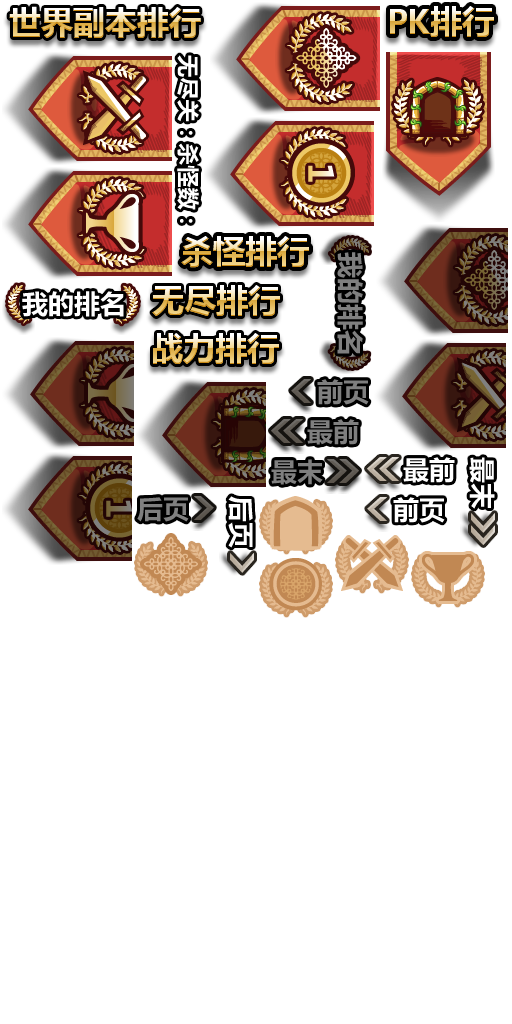 世界副本排行
PK排行
无尽关：杀怪数：
1
杀怪排行
我的排名
我的排名
无尽排行
战力排行
前页
最前
最末
最前
最末
后页
后页
前页
1